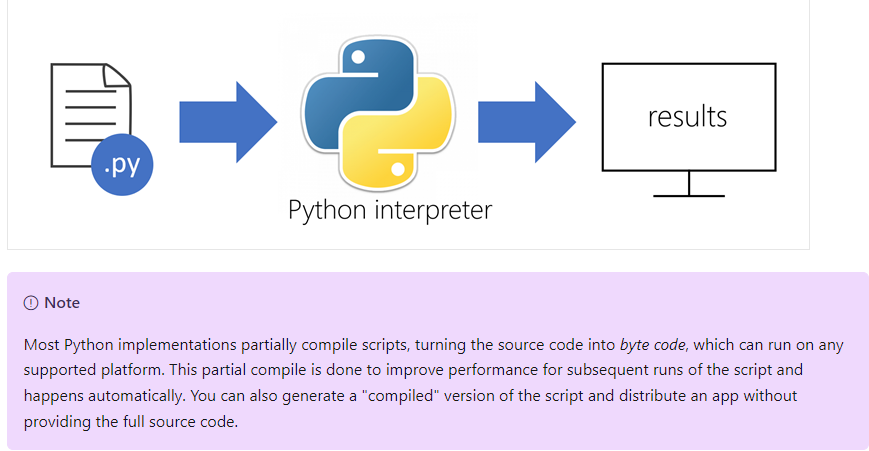 .py
results
Python interpreter
Note
Most Python implementations partially compile scripts, turning the source code into byte code, which can run on any
supported platform. This partial compile is done to improve performance for subsequent runs of the script and
happens automatically. You can also generate a "compiled" version of the script and distribute an app without
providing the full source code.